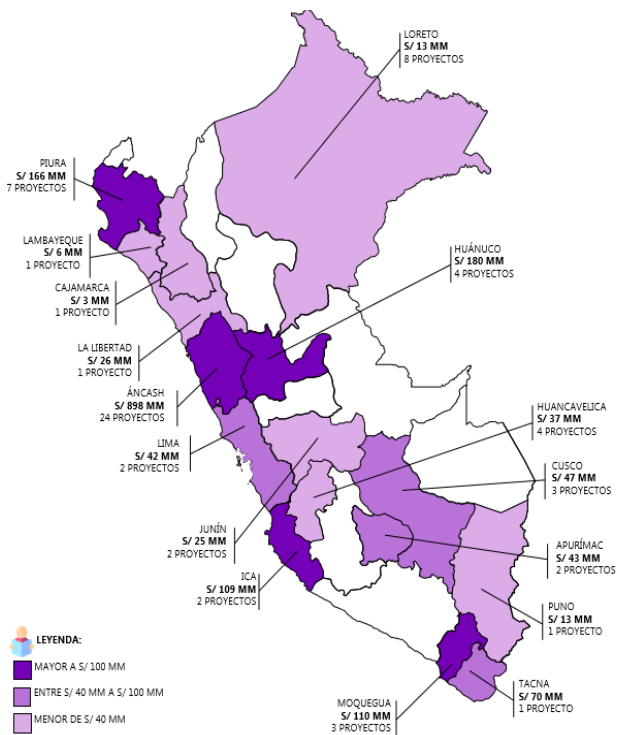 LORETO
S/ 13 MM
8 PROYECTOS
PIURA
S/ 166 MM
7 PROYECTOS
LAMBAYEQUE
S/ 6 MM
1 PROYECTO
CAJAMARCA
S/ 3 MM
1 PROYECTO
HUÁNUCO
S/ 180 MM
4 PROYECTOS
LA LIBERTAD
S/ 26 MM
1 PROYECTO
ÁNCASH
S/ 898 MM
24 PROYECTOS
HUANCAVELICA
S/ 37 MM
4 PROYECTOS
LIMA
S/ 42 MM
2 PROYECTOS
CUSCO
S/ 47 MM
3 PROYECTOS
JUNÍN
S/ 25 MM
2 PROYECTOS
APURÍMAC
S/ 43 MM
2 PROYECTOS
ICA
S/ 109 MM
2 PROYECTOS
PUNO
S/ 13 MM
1 PROYECTO
TACNA
S/ 70 MM
1 PROYECTO
MOQUEGUA
S/ 110 MM
3 PROYECTOS
LEYENDA:
MAYOR A S/ 100 MM
ENTRE S/ 40 MM A S/ 100 MM
MENOR DE S/ 40 MM